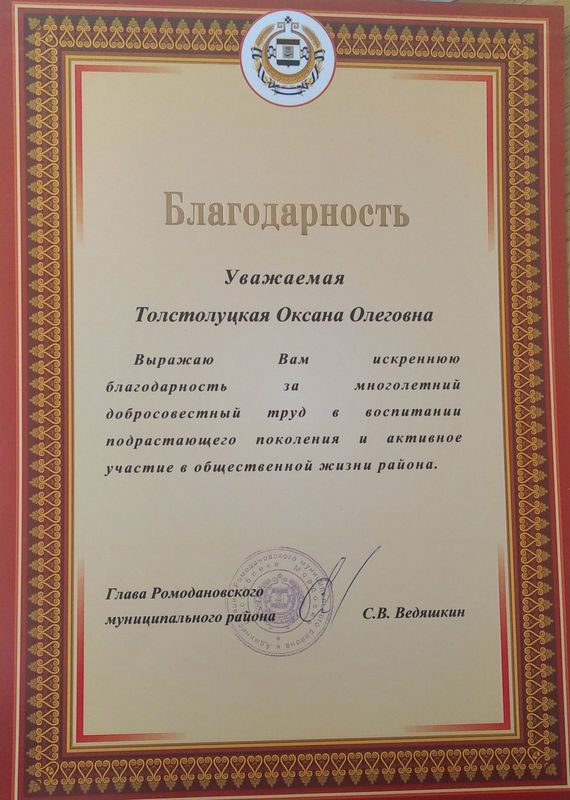 Благодарность
Уважаемая
Толстолуцкая Оксана Олеговна
Выражаю Вам искреннюю
благодарность за многолетний
добросовестный труд в воспитании
подрастающего поколения и активное
участие в общественной жизни района.
Глава Ромодановского
муниципального района
С.В. Ведяшкин